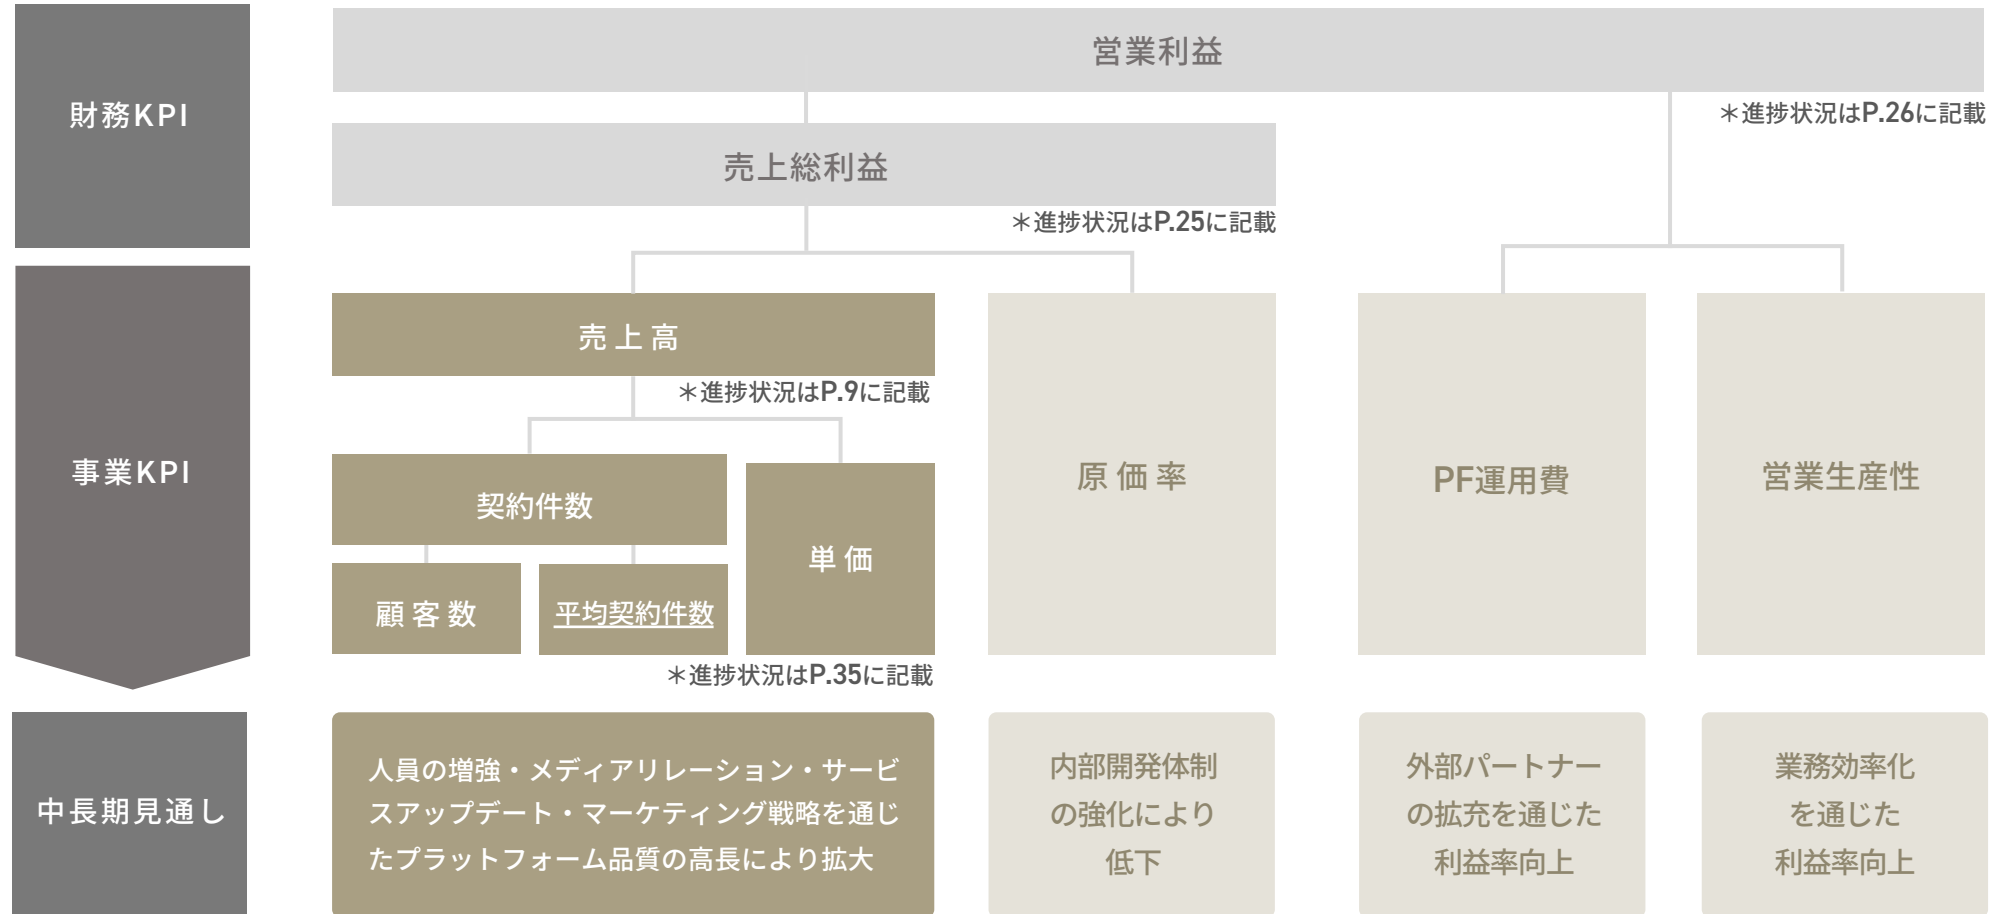 財務KPI
営業利益
＊進捗状況はP.26に記載
売上総利益
＊進捗状況はP.25に記載
事業KPI
売上高
＊進捗状況はP.9に記載
契約件数
単価
顧客数
平均契約件数
＊進捗状況はP.35に記載
原価率
PF運用費
営業生産性
中長期見通し
人員の増強・メディアリレーション・サービ
スアップデート・マーケティング戦略を通じ
たプラットフォーム品質の高長により拡大
内部開発体制
の強化により
低下
外部パートナー
の拡充を通じた
利益率向上
業務効率化
を通じた
利益率向上